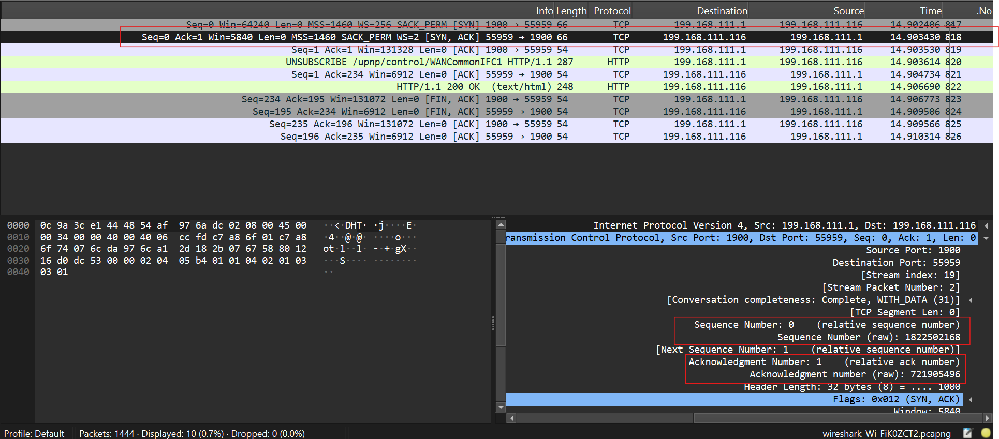 Info Length Protocol Destination Source Time .No
Seq=0 Win=64240 Len=0 MSS=1460 WS=256 SACK_PERM [SYN] 1900 → 55959 66 TCP 199.168.111.1 199.168.111.116 14.902406 817
Seq=0 Ack=1 Win=5840 Len=0 MSS=1460 SACK_PERM WS=2 [SYN, ACK] 55959 → 1900 66 TCP 199.168.111.116 199.168.111.1 14.903430 818
Seq=1 Ack=1 Win=131328 Len=0 [ACK] 1900 → 55959 54 TCP 199.168.111.1 199.168.111.116 14.903530 819
UNSUBSCRIBE /upnp/control/WANCommonIFC1 HTTP/1.1 287 HTTP 199.168.111.1 199.168.111.116 14.903614 820
Seq=1 Ack=234 Win=6912 Len=0 [ACK] 55959 → 1900 54 TCP 199.168.111.116 199.168.111.1 14.904734 821
HTTP/1.1 200 OK (text/html) 248 HTTP 199.168.111.116 199.168.111.1 14.906690 822
Seq=234 Ack=195 Win=131072 Len=0 [FIN, ACK] 1900 → 55959 54 TCP 199.168.111.1 199.168.111.116 14.906773 823
Seq=195 Ack=234 Win=6912 Len=0 [FIN, ACK] 55959 → 1900 54 TCP 199.168.111.116 199.168.111.1 14.909506 824
Seq=235 Ack=196 Win=131072 Len=0 [ACK] 1900 → 55959 54 TCP 199.168.111.1 199.168.111.116 14.909566 825
Seq=196 Ack=235 Win=6912 Len=0 [ACK] 55959 → 1900 54 TCP 199.168.111.116 199.168.111.1 14.910314 826
0000 0c 9a 3c e1 44 48 54 af 97 6a dc 02 08 00 45 00 ··<·DHT· ·j····E·
0010 00 34 00 00 40 00 40 06 cc fd c7 a8 6f 01 c7 a8 ·4··@·@· ····o···
0020 6f 74 07 6c da 97 6c a1 2d 18 2b 07 67 58 80 12 ot·l··l· -·+·gX··
0030 16 d0 dc 53 00 00 02 04 05 b4 01 01 04 02 01 03 ···S···· ········
0040 03 01 ··
Internet Protocol Version 4, Src: 199.168.111.1, Dst: 199.168.111.116
ransmission Control Protocol, Src Port: 1900, Dst Port: 55959, Seq: 0, Ack: 1, Len: 0
Source Port: 1900
Destination Port: 55959
[Stream index: 19]
[Stream Packet Number: 2]
[Conversation completeness: Complete, WITH_DATA (31)]
[TCP Segment Len: 0]
Sequence Number: 0 (relative sequence number)
Sequence Number (raw): 1822502168
[Next Sequence Number: 1 (relative sequence number)]
Acknowledgment Number: 1 (relative ack number)
Acknowledgment number (raw): 721905496
Header Length: 32 bytes (8) = .... 1000
Flags: 0x012 (SYN, ACK)
Window: 5840
Profile: Default Packets: 1444 · Displayed: 10 (0.7%) · Dropped: 0 (0.0%) wireshark_Wi-FiK0ZCT2.pcapng